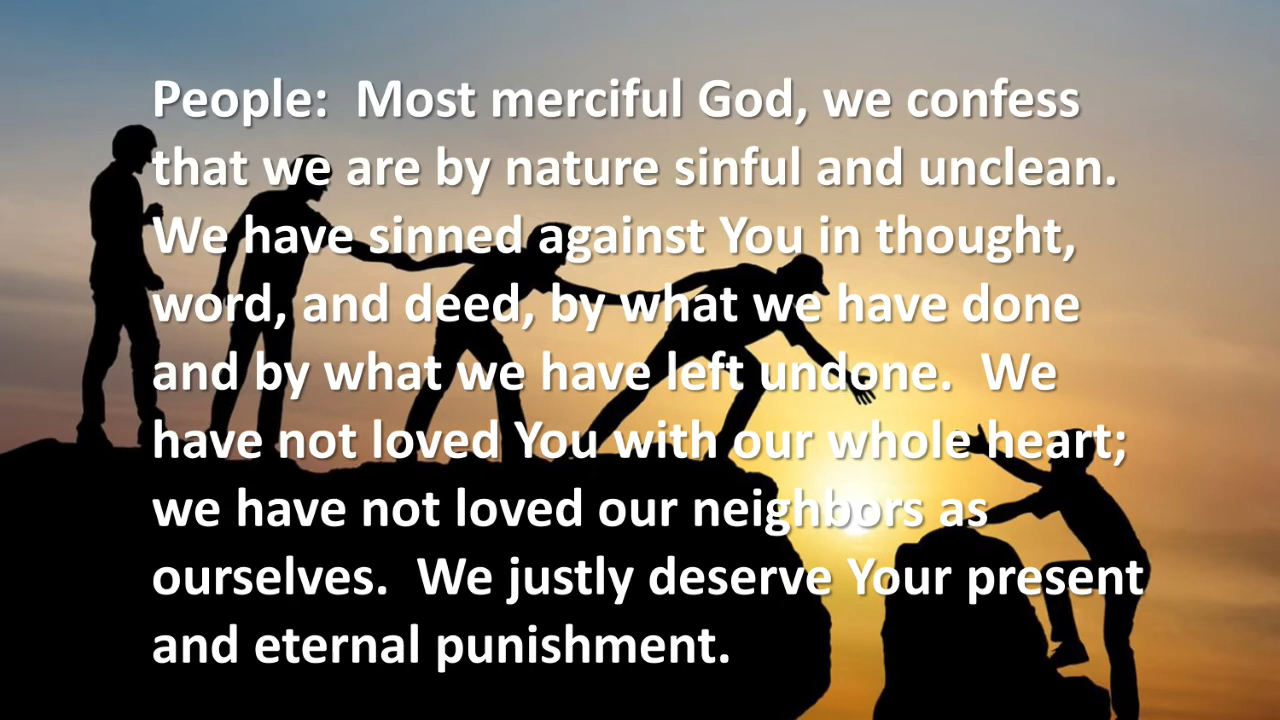 People:  Most merciful God, we confess
that we are by nature sinful and unclean.
We have sinned against You in thought,
word, and deed, by what we have done
and by what we have left undone.  We
have not loved You with our whole heart;
we have not loved our neighbors as
ourselves.  We justly deserve Your present
and eternal punishment.